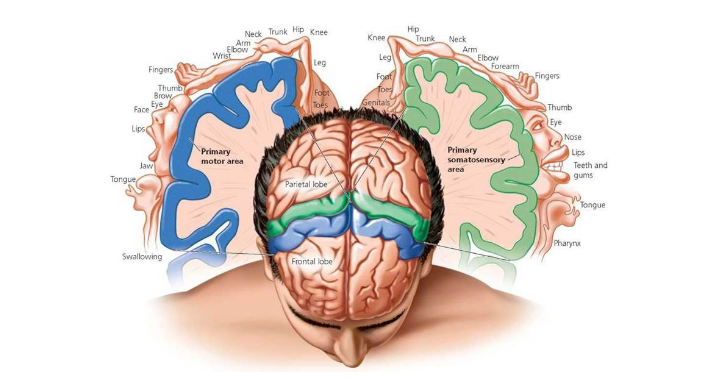 Neck
Trunk
Hip
Knee
Arm
Elbow
Wrist
Leg
Fingers
Foot
Thumb
Toes
Brow
Eye
Face
Lips
Jaw
Tongue
Swallowing
Primary
motor area
Parietal lobe
Frontal lobe
Hip
Knee
Trunk
Neck
Arm
Elbow
Leg
Forearm
Foot
Fingers
Toes
Genitals
Thumb
Eye
Nose
Lips
Teeth and
gums
Tongue
Pharynx
Primary
somatosensory
area